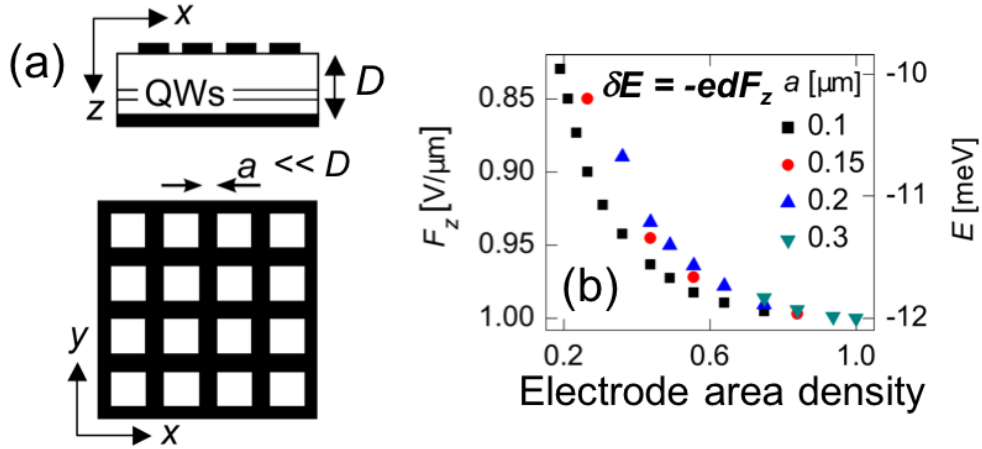 (a)
x
z
QWs
D
a << D
y
x
δE = -edF_z
a [μm]
0.1
0.15
0.2
0.3
(b)
F_z [V/μm]
0.85
0.90
0.95
1.00
0.2
0.6
1.0
Electrode area density
-10
-11
-12
E [meV]